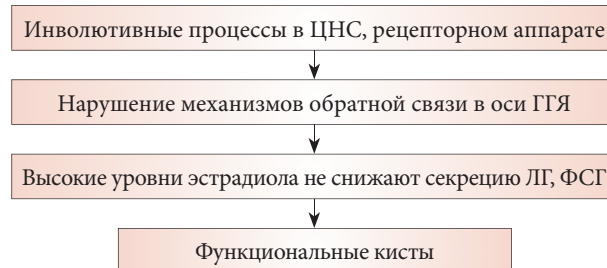 Инволютивные процессы в ЦНС, рецепторном аппарате
Нарушение механизмов обратной связи в оси ГГЯ
Высокие уровни эстрадиола не снижают секрецию ЛГ, ФСГ
Функциональные кисты